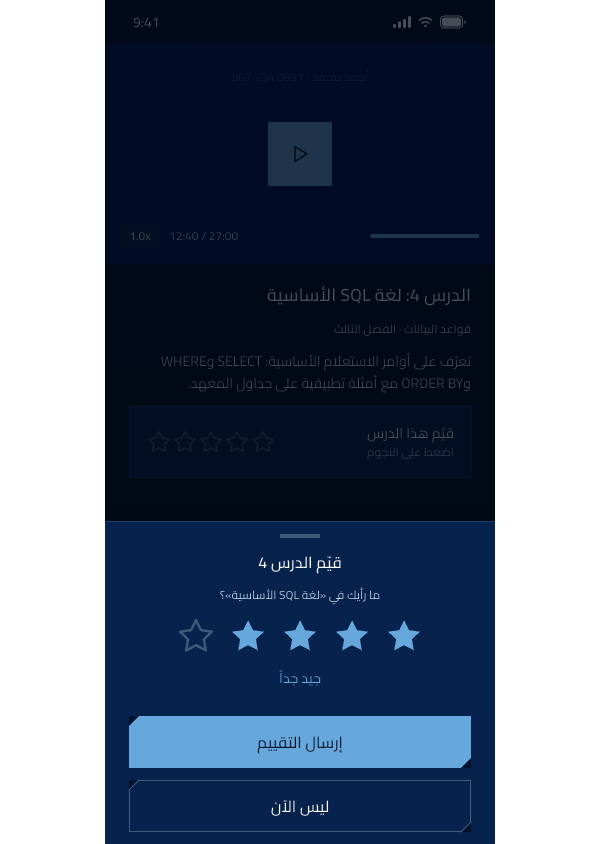 9:41
أحمد محمد · 0991 234 567
1.0x
12:40 / 27:00
الدرس 4: لغة SQL الأساسية
قواعد البيانات · الفصل الثالث
تعرّف على أوامر الاستعلام الأساسية: SELECT وWHERE
وORDER BY مع أمثلة تطبيقية على جداول المعهد.
قيّم هذا الدرس
اضغط على النجوم
قيّم الدرس 4
ما رأيك في «لغة SQL الأساسية»؟
جيد جداً
إرسال التقييم
ليس الآن